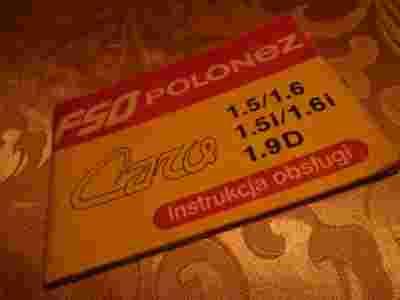 FSO POLONEZ
Caro
1.5/1.6
1.5i/1.6i
1.9D
Instrukcja obsługi